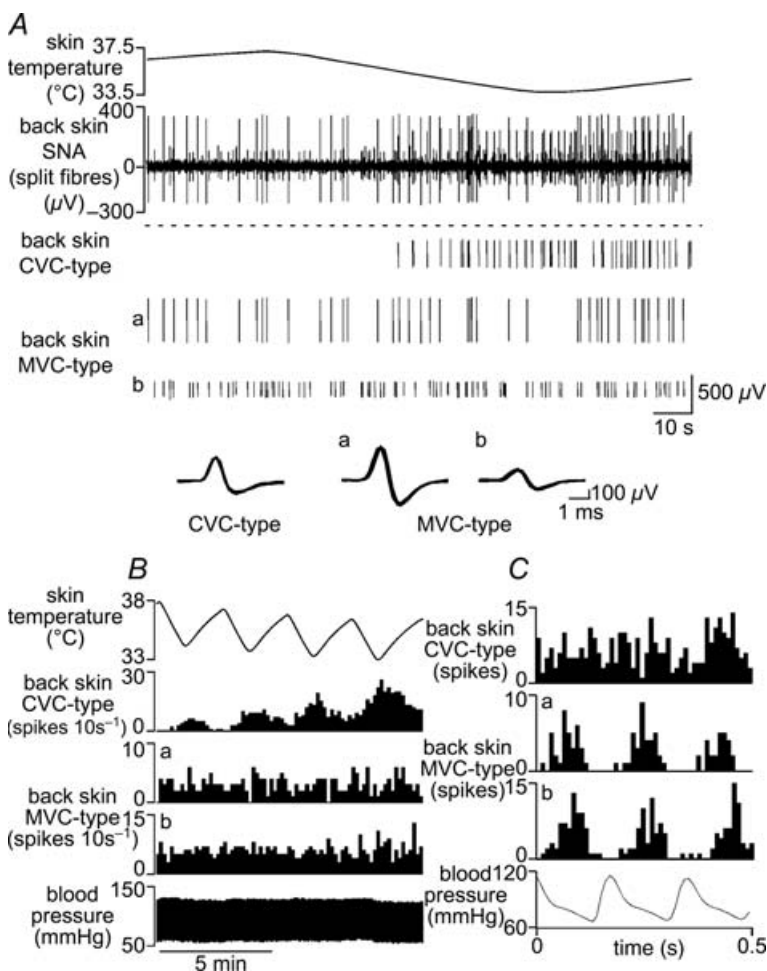 A
skin
temperature
(°C)
37.5
33.5
back skin
SNA
(split fibres)
(µV)
400
0
−300
back skin
CVC-type
back skin
MVC-type
a
b
500 µV
10 s
CVC-type
a
b
MVC-type
100 µV
1 ms
B
skin
temperature
(°C)
38
33
back skin
CVC-type
(spikes 10s⁻¹)
30
0
back skin
MVC-type
(spikes 10s⁻¹)
10
a
0
15
b
0
blood
pressure
(mmHg)
150
50
5 min
C
back skin
CVC-type
(spikes)
15
0
back skin
MVC-type
(spikes)
10
a
0
15
b
0
blood
pressure
(mmHg)
120
60
0
time (s)
0.5